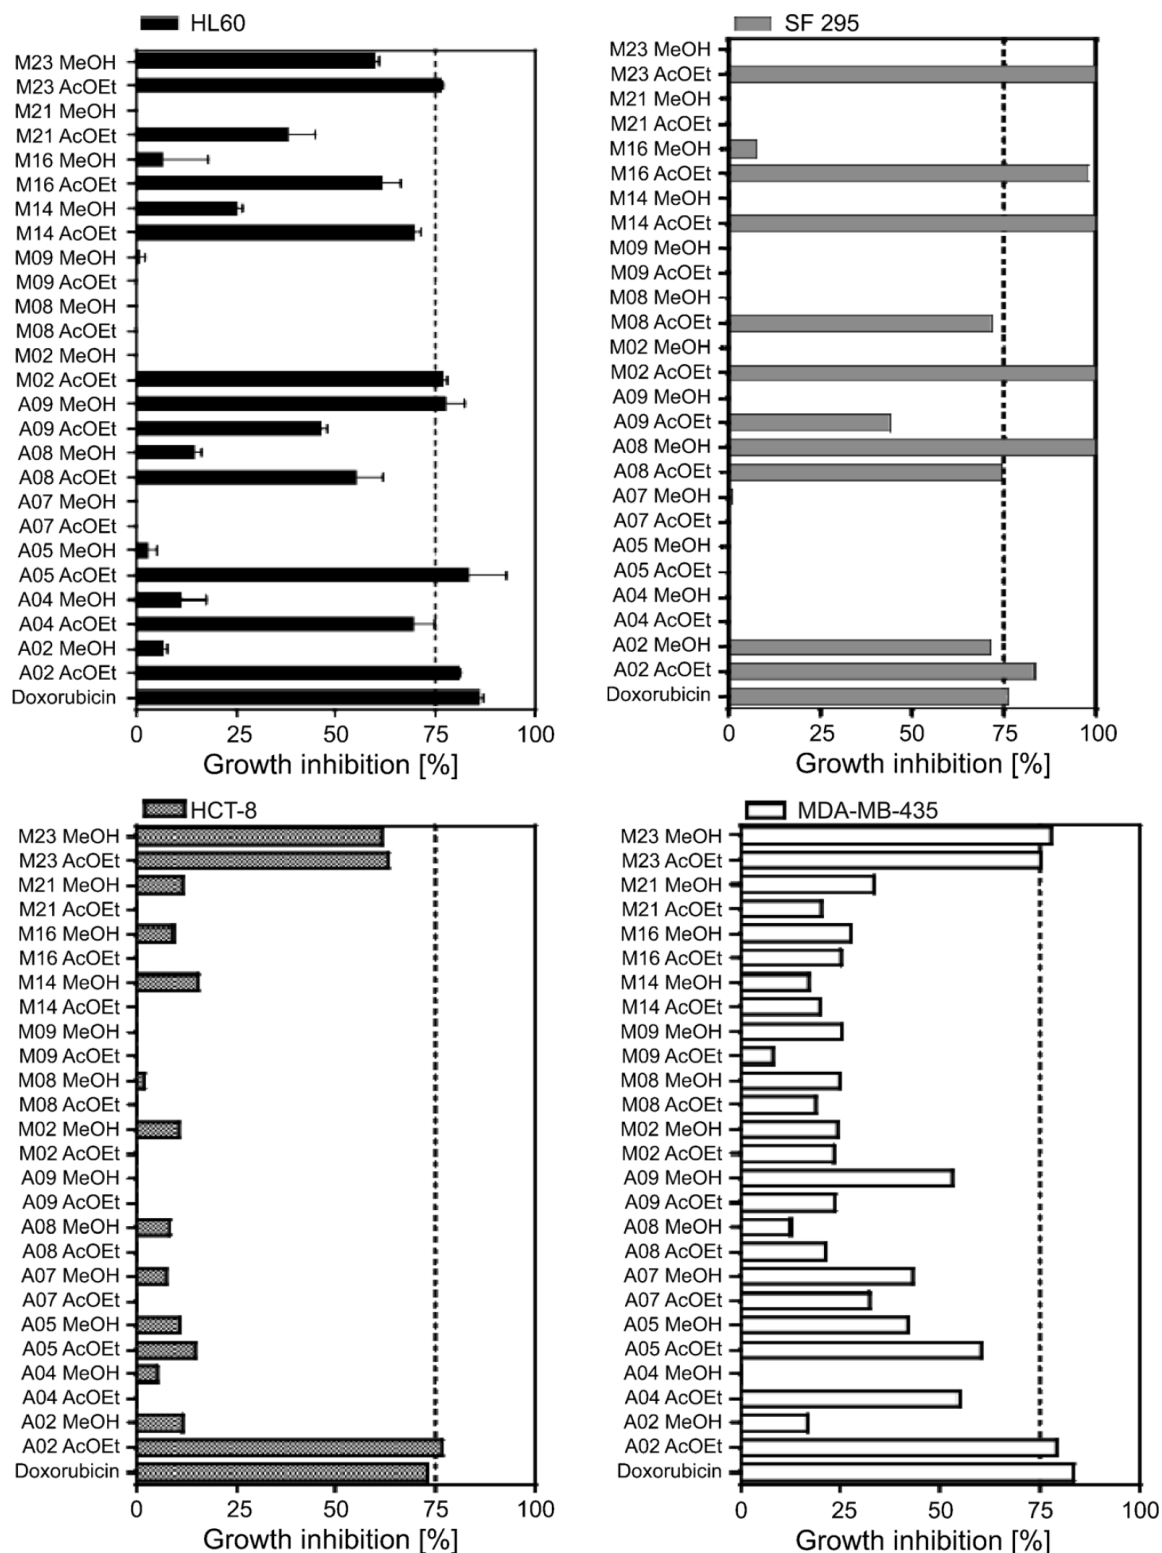 HL60
M23 MeOH
M23 AcOEt
M21 MeOH
M21 AcOEt
M16 MeOH
M16 AcOEt
M14 MeOH
M14 AcOEt
M09 MeOH
M09 AcOEt
M08 MeOH
M08 AcOEt
M02 MeOH
M02 AcOEt
A09 MeOH
A09 AcOEt
A08 MeOH
A08 AcOEt
A07 MeOH
A07 AcOEt
A05 MeOH
A05 AcOEt
A04 MeOH
A04 AcOEt
A02 MeOH
A02 AcOEt
Doxorubicin
0 25 50 75 100
Growth inhibition [%]
SF 295
M23 MeOH
M23 AcOEt
M21 MeOH
M21 AcOEt
M16 MeOH
M16 AcOEt
M14 MeOH
M14 AcOEt
M09 MeOH
M09 AcOEt
M08 MeOH
M08 AcOEt
M02 MeOH
M02 AcOEt
A09 MeOH
A09 AcOEt
A08 MeOH
A08 AcOEt
A07 MeOH
A07 AcOEt
A05 MeOH
A05 AcOEt
A04 MeOH
A04 AcOEt
A02 MeOH
A02 AcOEt
Doxorubicin
0 25 50 75 100
Growth inhibition [%]
HCT-8
M23 MeOH
M23 AcOEt
M21 MeOH
M21 AcOEt
M16 MeOH
M16 AcOEt
M14 MeOH
M14 AcOEt
M09 MeOH
M09 AcOEt
M08 MeOH
M08 AcOEt
M02 MeOH
M02 AcOEt
A09 MeOH
A09 AcOEt
A08 MeOH
A08 AcOEt
A07 MeOH
A07 AcOEt
A05 MeOH
A05 AcOEt
A04 MeOH
A04 AcOEt
A02 MeOH
A02 AcOEt
Doxorubicin
0 25 50 75 100
Growth inhibition [%]
MDA-MB-435
M23 MeOH
M23 AcOEt
M21 MeOH
M21 AcOEt
M16 MeOH
M16 AcOEt
M14 MeOH
M14 AcOEt
M09 MeOH
M09 AcOEt
M08 MeOH
M08 AcOEt
M02 MeOH
M02 AcOEt
A09 MeOH
A09 AcOEt
A08 MeOH
A08 AcOEt
A07 MeOH
A07 AcOEt
A05 MeOH
A05 AcOEt
A04 MeOH
A04 AcOEt
A02 MeOH
A02 AcOEt
Doxorubicin
0 25 50 75 100
Growth inhibition [%]